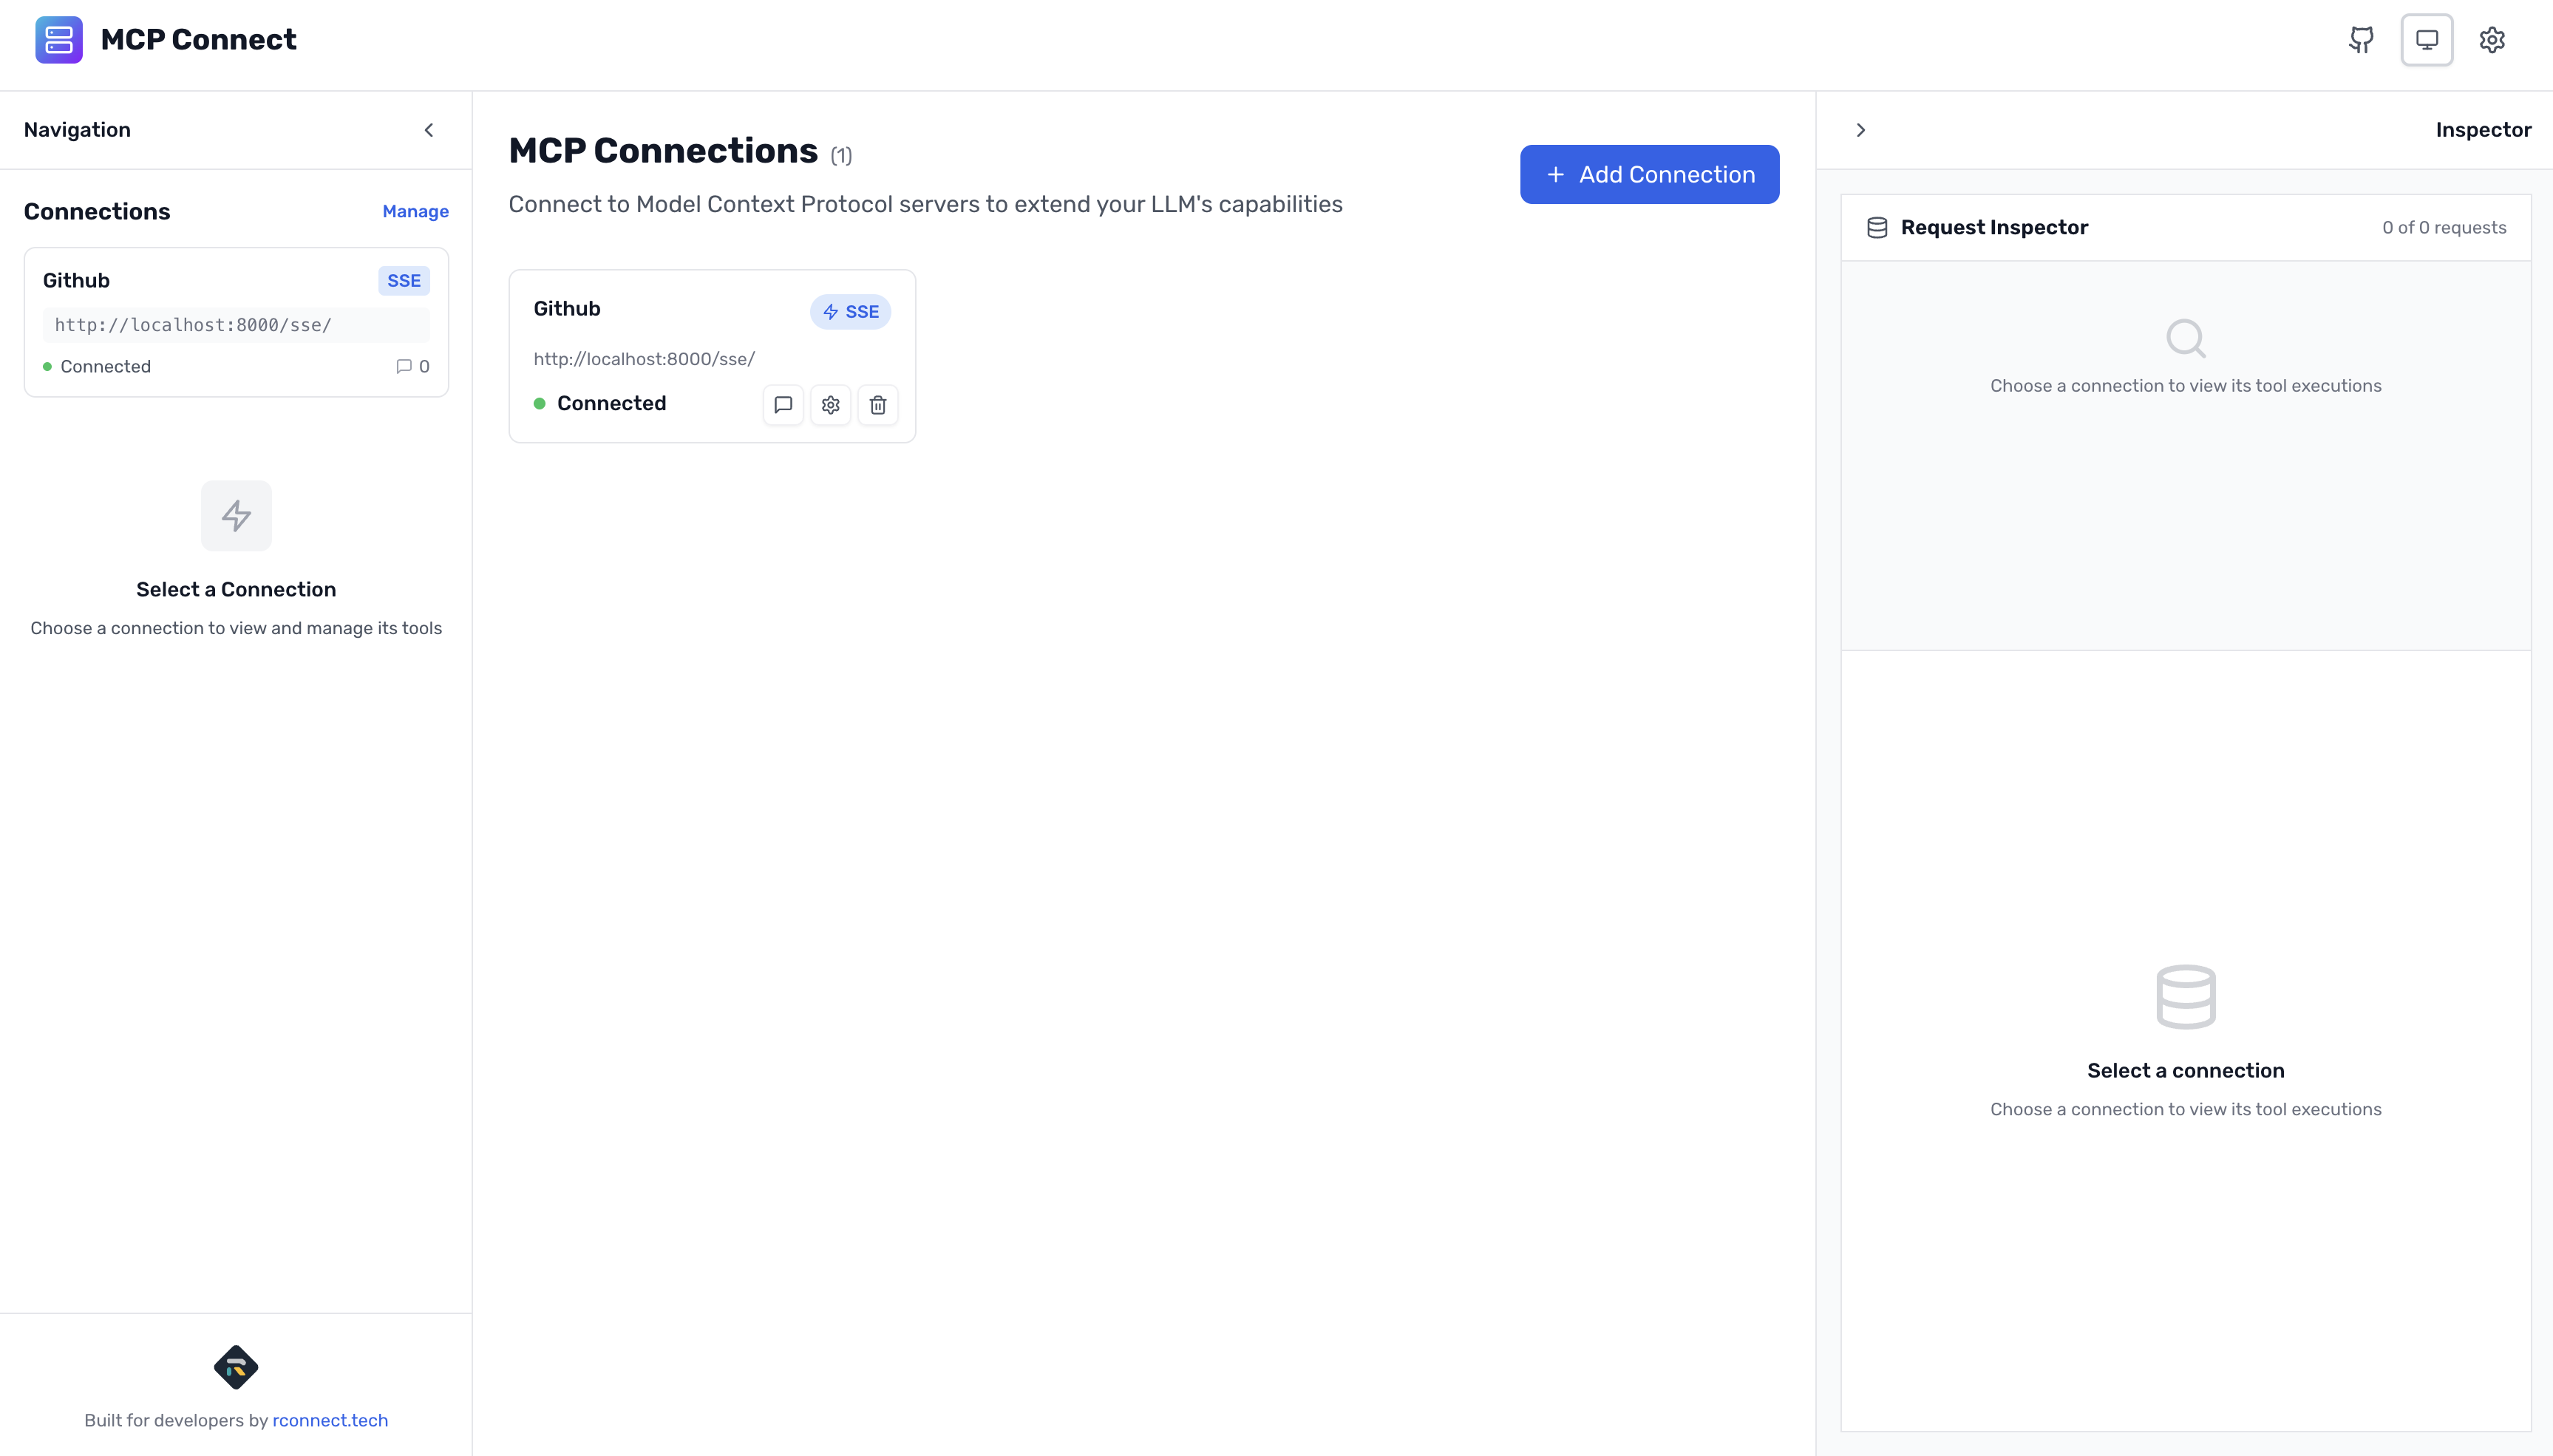 MCP Connect
Navigation
Connections
Manage
Github
SSE
http://localhost:8000/sse/
Connected
0
Select a Connection
Choose a connection to view and manage its tools
Built for developers by rconnect.tech
MCP Connections (1)
Connect to Model Context Protocol servers to extend your LLM's capabilities
+ Add Connection
Github
SSE
http://localhost:8000/sse/
Connected
Inspector
Request Inspector
0 of 0 requests
Choose a connection to view its tool executions
Select a connection
Choose a connection to view its tool executions